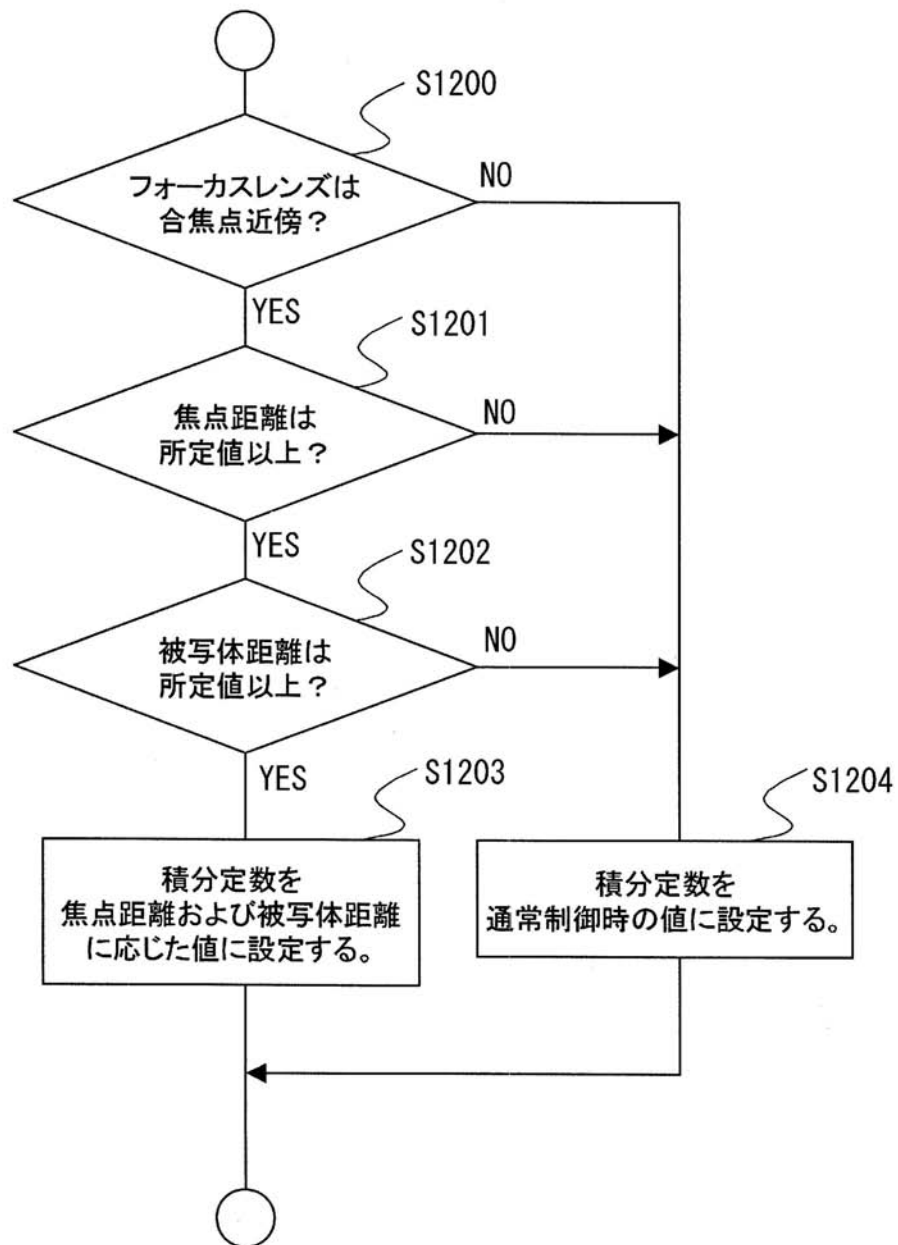 S1200
フォーカスレンズは
合焦点近傍？
NO
YES
S1201
焦点距離は
所定値以上？
NO
YES
S1202
被写体距離は
所定値以上？
NO
YES
S1203
積分定数を
焦点距離および被写体距離
に応じた値に設定する。
S1204
積分定数を
通常制御時の値に設定する。